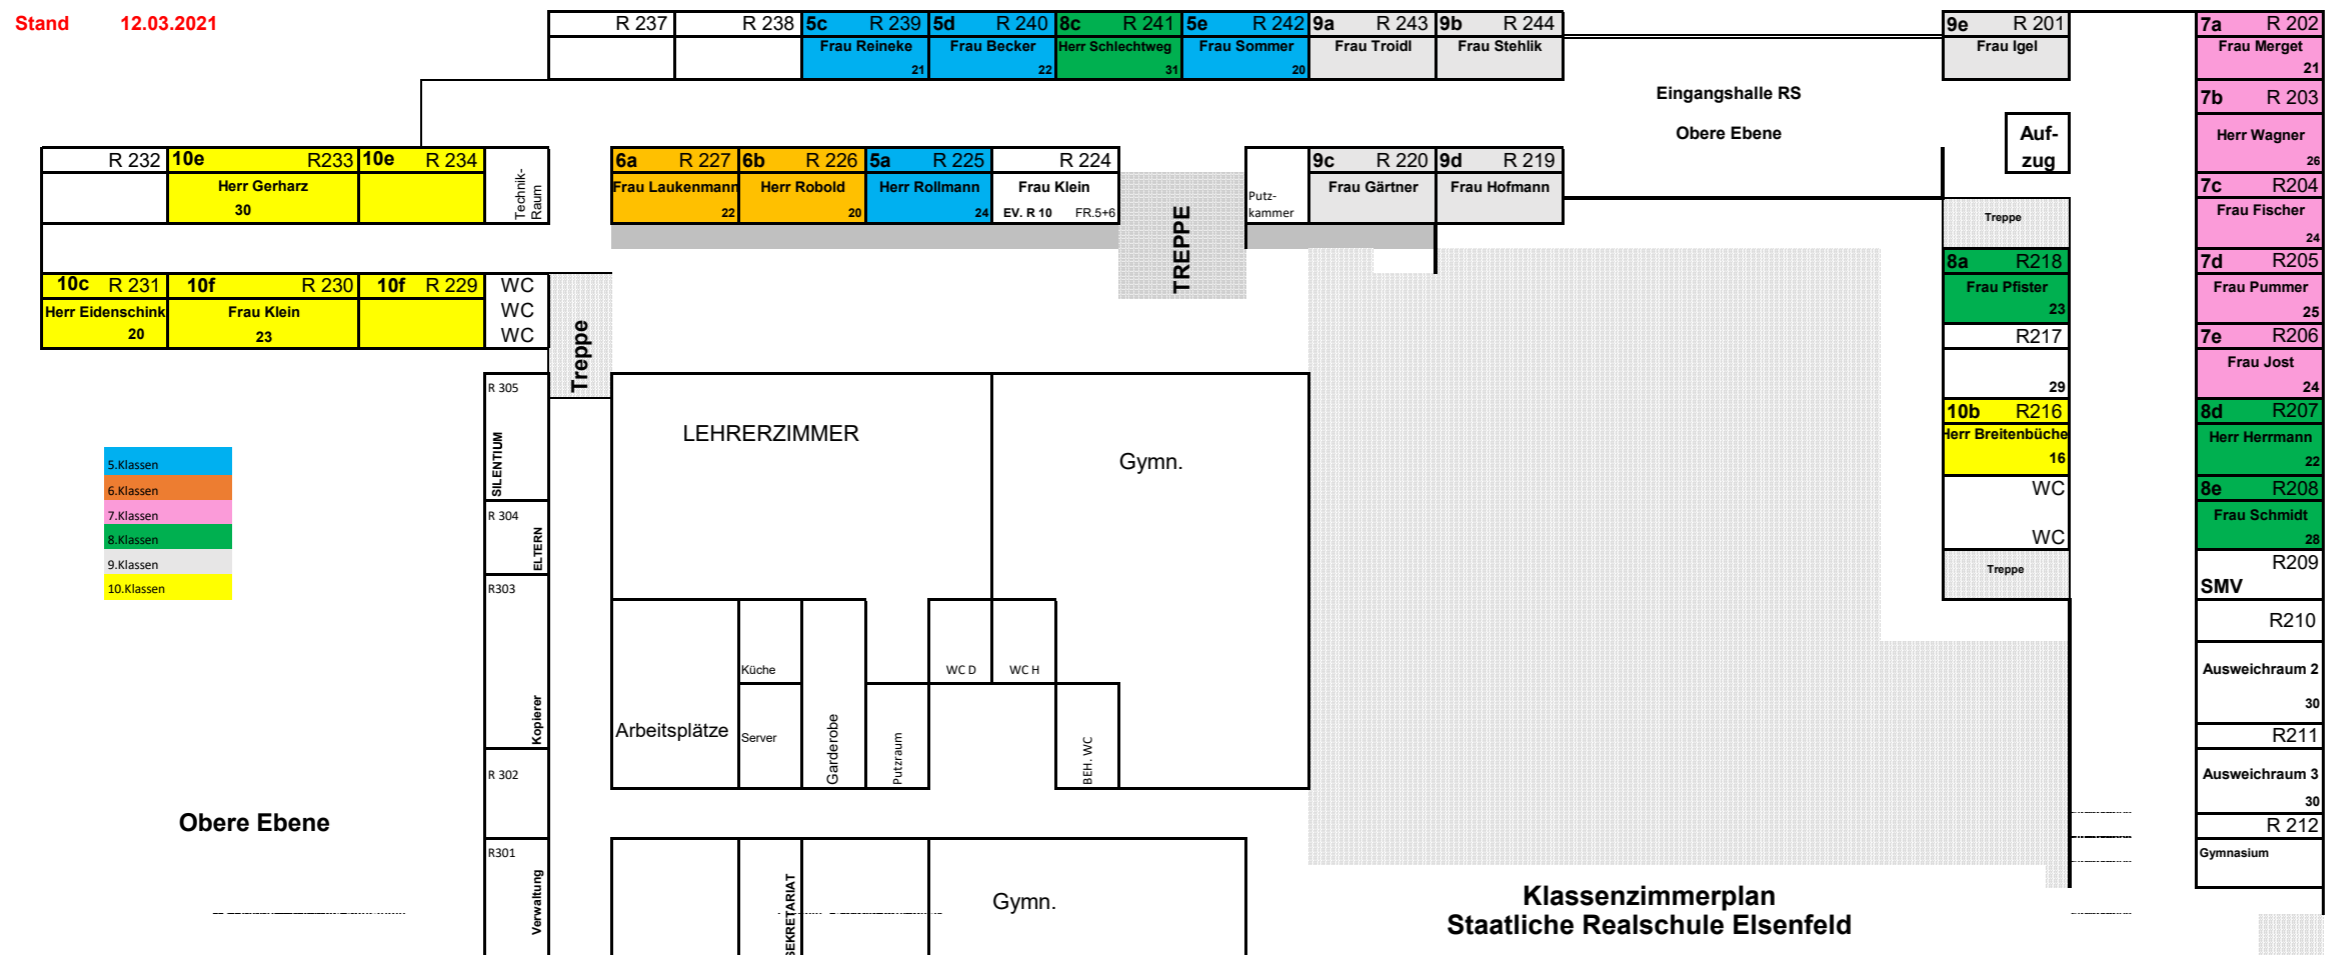 Stand 12.03.2021
R 237 R 238 5c R 239 5d R 240 8c R 241 5e R 242 9a R 243 9b R 244 9e R 201 7a R 202
Frau Reineke Frau Becker Herr Schlechtweg Frau Sommer Frau Troidl Frau Stehlik Frau Igel Frau Merget
21 22 31 20 21
Eingangshalle RS
7b R 203
Obere Ebene
Auf-
zug
Herr Wagner
26
R 232 10e R233 10e R 234
Technik-
Raum
6a R 227 6b R 226 5a R 225 R 224
9c R 220 9d R 219
Herr Gerharz
30
Frau Laukenmann Herr Robold Herr Rollmann Frau Klein
22 20 24 EV. R 10 FR.5+6
TREPPE
Putz-
kammer
Frau Gärtner Frau Hofmann
7c R204
Frau Fischer
24
Treppe
10c R 231 10f R 230 10f R 229 WC
Herr Eidenschink Frau Klein WC
20 23 WC
Treppe
8a R218
Frau Pfister
23
7d R205
Frau Pummer
25
R217
29
7e R206
Frau Jost
24
R 305
SILENTIUM
LEHRERZIMMER
Gymn.
10b R216
Herr Breitenbüche
16
8d R207
Herr Herrmann
22
5.Klassen
6.Klassen
7.Klassen
8.Klassen
9.Klassen
10.Klassen
R 304
ELTERN
WC
WC
8e R208
Frau Schmidt
28
Treppe
R209
SMV
R303
Kopierer
R210
Ausweichraum 2
30
Küche
WC D WC H
Arbeitsplätze
Server
Garderobe
Putzraum
BEH. WC
R211
Ausweichraum 3
30
R 302
Obere Ebene
R 212
Gymnasium
R301
Verwaltung
SEKRETARIAT
Gymn.
Klassenzimmerplan
Staatliche Realschule Elsenfeld